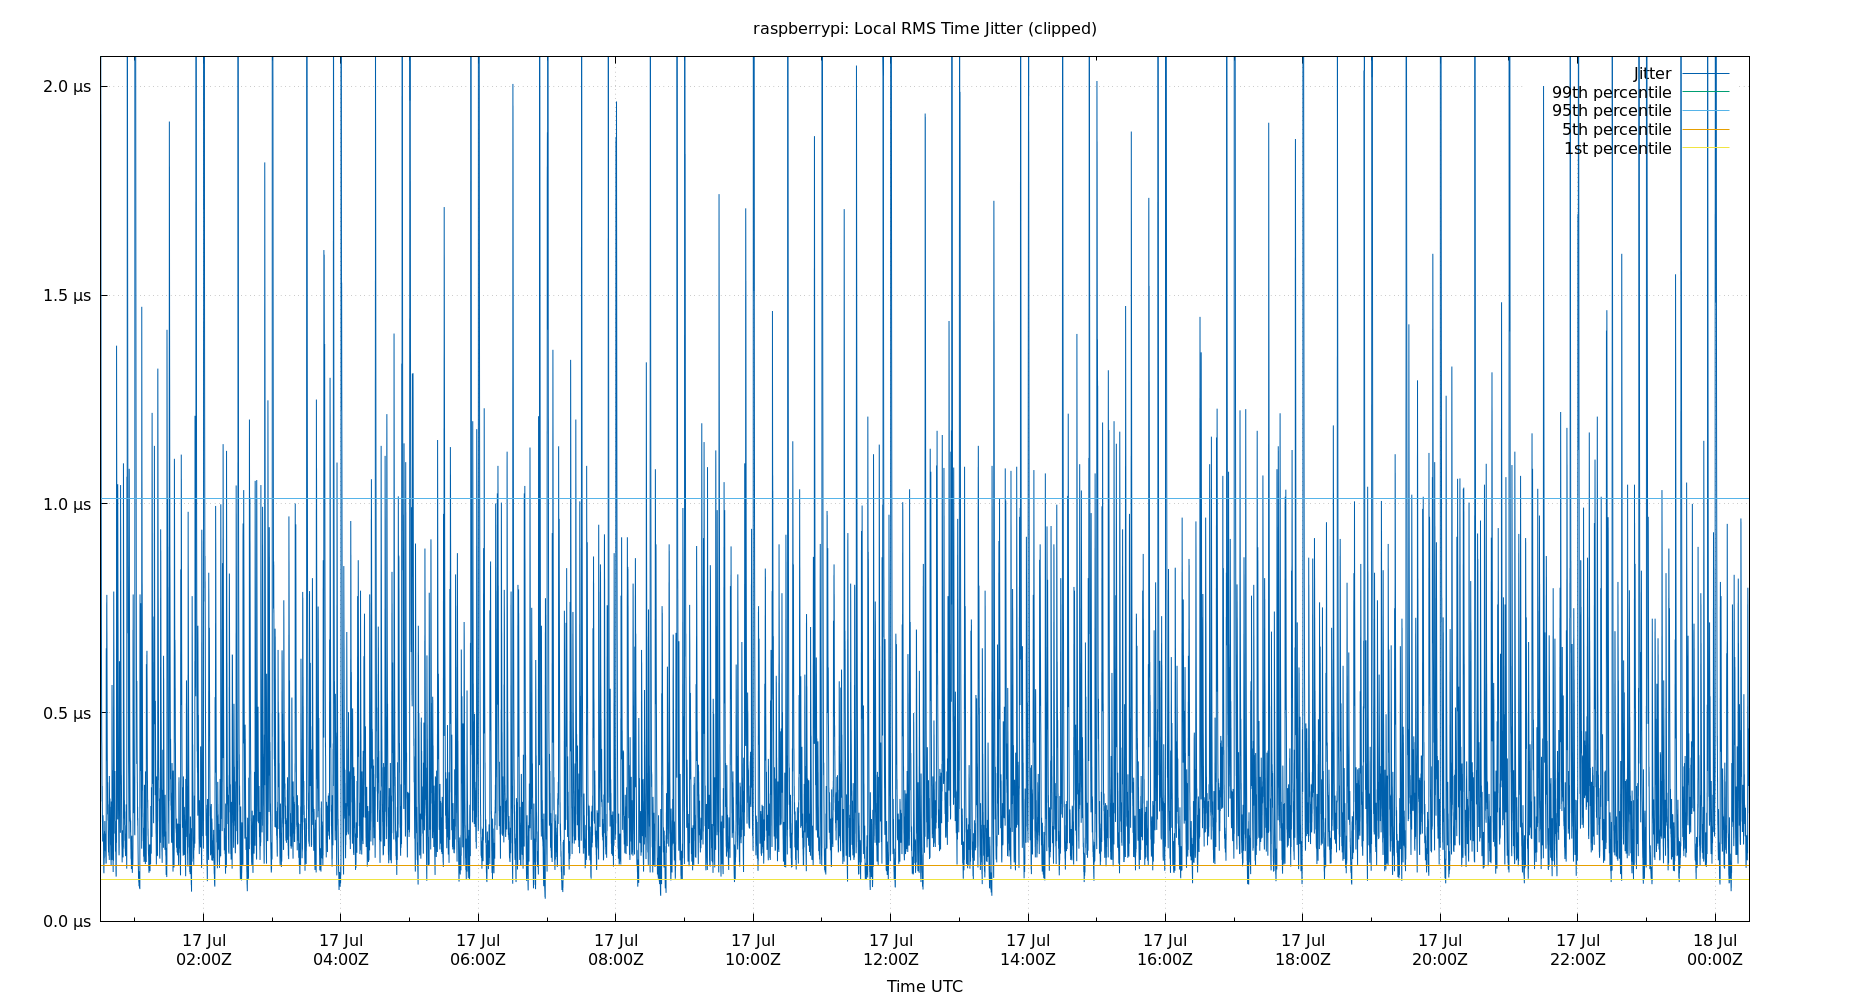 raspberrypi: Local RMS Time Jitter (clipped)
Jitter
99th percentile
95th percentile
5th percentile
1st percentile
2.0 μs
1.5 μs
1.0 μs
0.5 μs
0.0 μs
17 Jul 17 Jul 17 Jul 17 Jul 17 Jul 17 Jul 17 Jul 17 Jul 17 Jul 17 Jul 17 Jul 18 Jul
02:00Z 04:00Z 06:00Z 08:00Z 10:00Z 12:00Z 14:00Z 16:00Z 18:00Z 20:00Z 22:00Z 00:00Z
Time UTC